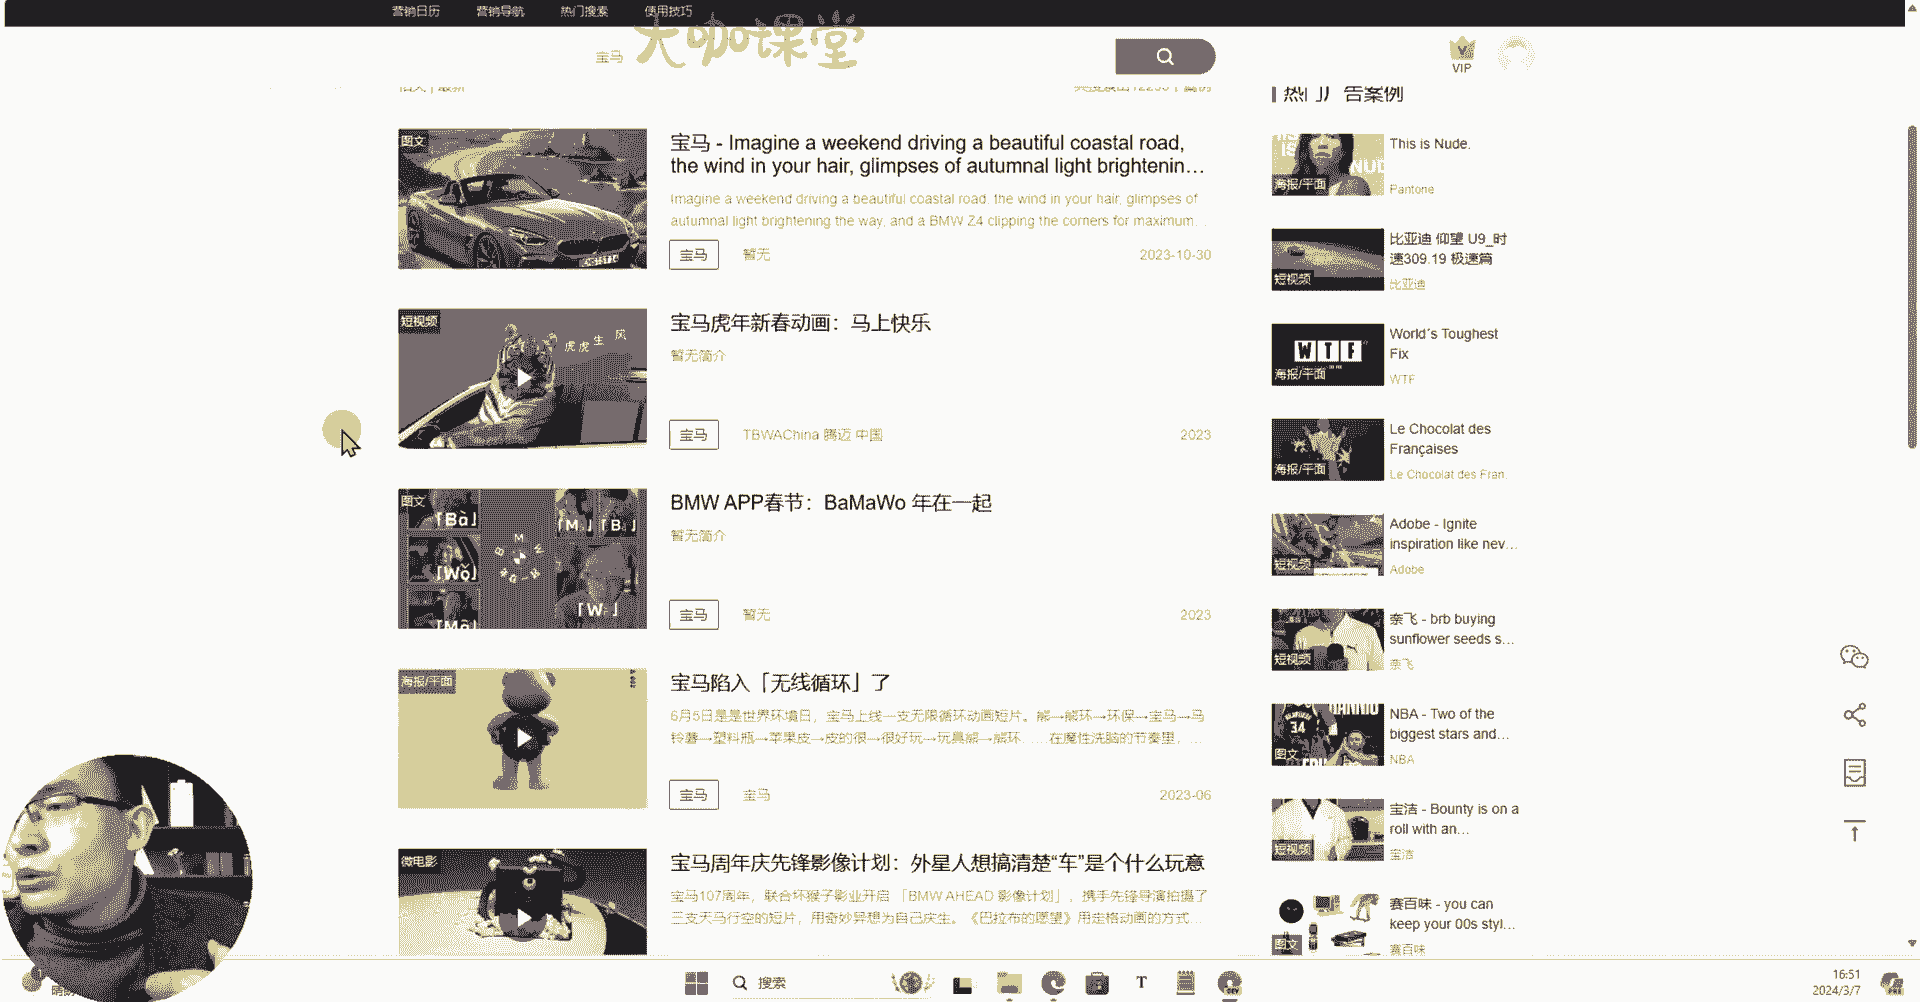 营销日历 营销导航 热门搜索 使用技巧
大咖课堂
宝马
VIP
热门广告案例
图文
宝马 - Imagine a weekend driving a beautiful coastal road,
the wind in your hair, glimpses of autumnal light brightenin...
Imagine a weekend driving a beautiful coastal road, the wind in your hair, glimpses of
autumnal light brightening the way, and a BMW Z4 clipping the corners for maximum...
宝马 暂无 2023-10-30
短视频
虎虎生风
宝马虎年新春动画：马上快乐
暂无简介
宝马 TBWAChina 腾迈 中国 2023
图文
「Bà」
「Wǒ」
BMW APP春节：BaMaWo 年在一起
暂无简介
宝马 暂无 2023
海报/平面
宝马陷入「无线循环」了
6月5日是是世界环境日，宝马上线一支无限循环动画短片。熊→熊环→环保→宝马→马
铃薯→塑料瓶→苹果皮→皮的很→很好玩→玩具熊→熊环……在魔性洗脑的节奏里，...
宝马 宝马 2023-06
微电影
宝马周年庆先锋影像计划：外星人想搞清楚“车”是个什么玩意
宝马107周年，联合坏猴子影业开启「BMW AHEAD 影像计划」，携手先锋导演拍摄了
三支天马行空的短片，用奇妙异想为自己庆生。《巴拉布的愿望》用定格动画的方式...
海报/平面
This is Nude.
Pantone
短视频
比亚迪 仰望 U9_时
速309.19 极速篇
比亚迪
WTF
海报/平面
World's Toughest
Fix
WTF
海报/平面
Le Chocolat des
Françaises
Le Chocolat des Fran.
短视频
Adobe - Ignite
inspiration like nev...
Adobe
短视频
奈飞 - brb buying
sunflower seeds s...
奈飞
34
图文
NBA - Two of the
biggest stars and...
NBA
短视频
宝洁 - Bounty is on a
roll with an...
宝洁
图文
赛百味 - you can
keep your 00s styl...
赛百味
搜索
16:51
2024/3/7